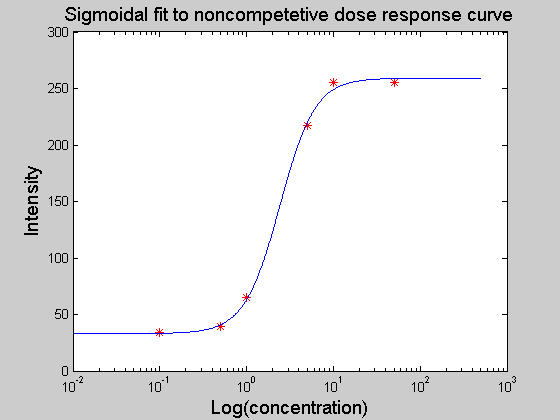 Sigmoidal fit to noncompetetive dose response curve
300
250
200
150
100
50
0
Intensity
10^-2 10^-1 10^0 10^1 10^2 10^3
Log(concentration)